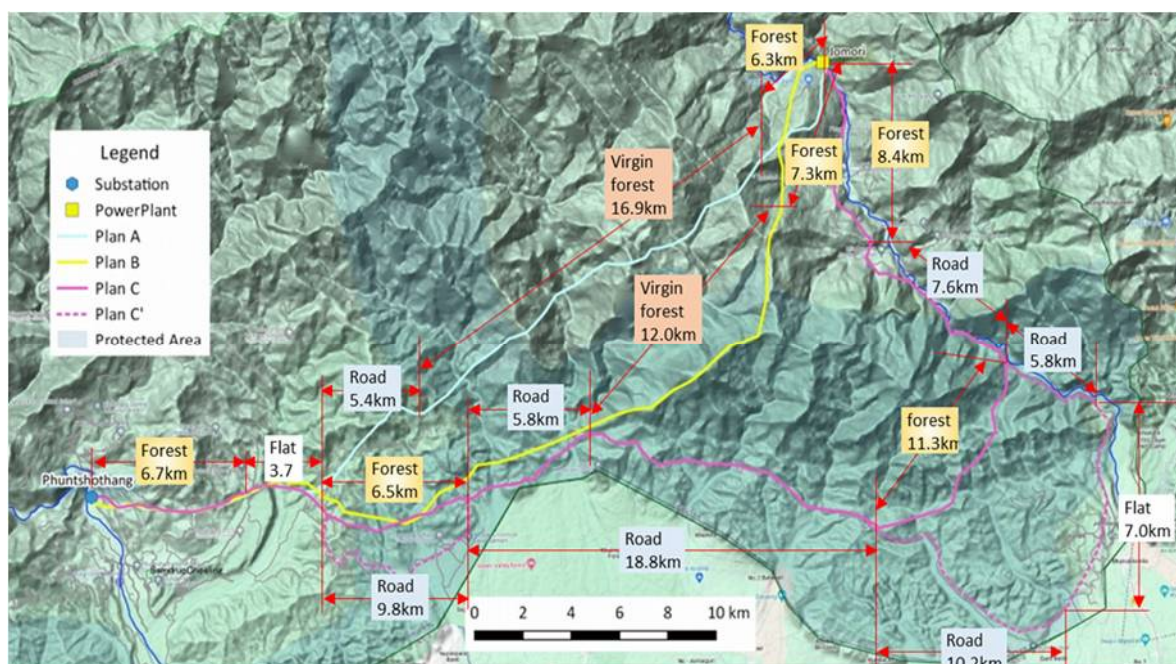 Forest
6.3km
Jomori
Forest
8.4km
Forest
7.3km
Virgin
forest
16.9km
Legend
Substation
PowerPlant
Plan A
Plan B
Plan C
Plan C'
Protected Area
Road
7.6km
Virgin
forest
12.0km
Road
5.8km
Road
5.4km
Road
5.8km
forest
11.3km
Forest
6.7km
Flat
3.7
Forest
6.5km
Phuntshothang
Flat
7.0km
Road
18.8km
Road
9.8km
0 2 4 6 8 10 km
Road
10.2km